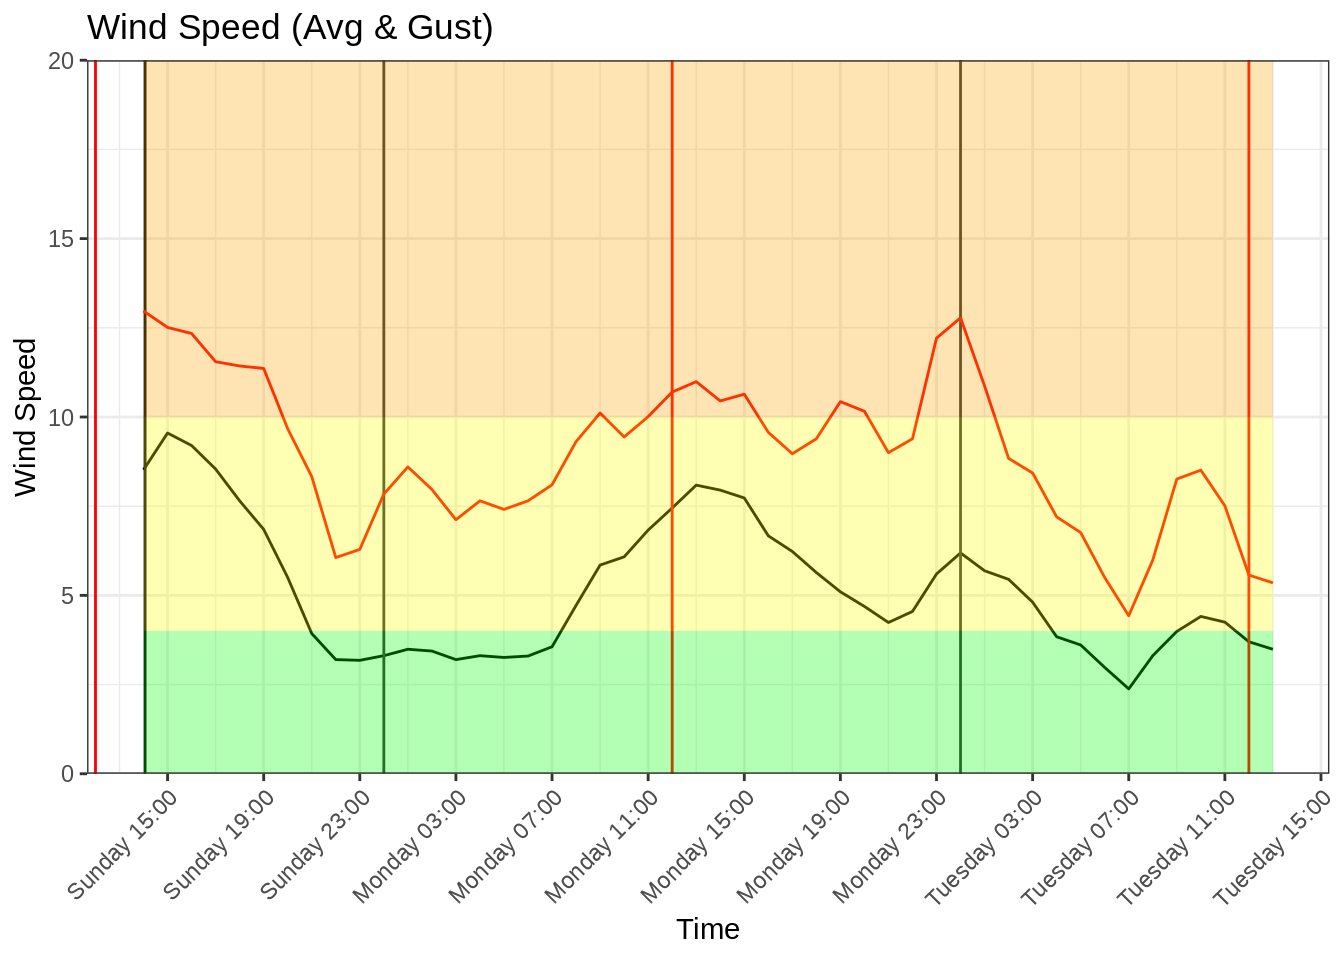 Wind Speed (Avg & Gust)
20
15
10
5
0
Wind Speed
Sunday 15:00
Sunday 19:00
Sunday 23:00
Monday 03:00
Monday 07:00
Monday 11:00
Monday 15:00
Monday 19:00
Monday 23:00
Tuesday 03:00
Tuesday 07:00
Tuesday 11:00
Tuesday 15:00
Time